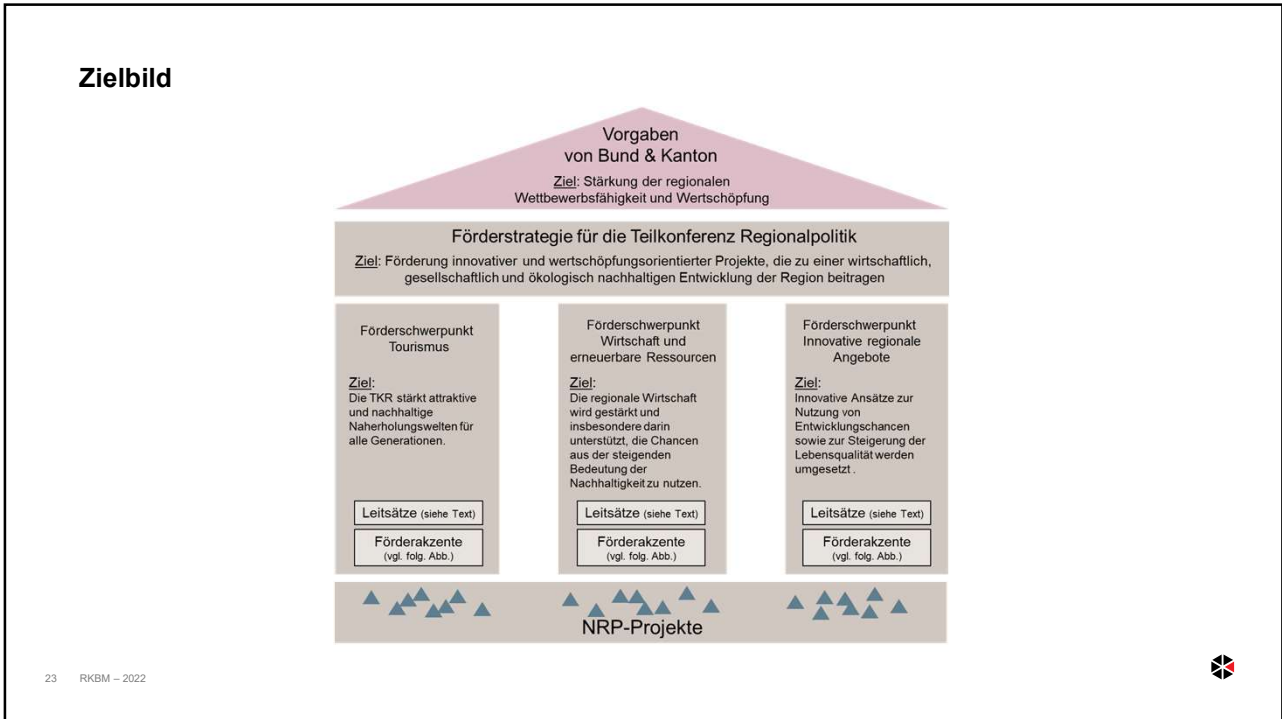 Zielbild
Vorgaben
von Bund & Kanton
Ziel: Stärkung der regionalen
Wettbewerbsfähigkeit und Wertschöpfung
Förderstrategie für die Teilkonferenz Regionalpolitik
Ziel: Förderung innovativer und wertschöpfungsorientierter Projekte, die zu einer wirtschaftlich,
gesellschaftlich und ökologisch nachhaltigen Entwicklung der Region beitragen
Förderschwerpunkt
Tourismus
Ziel:
Die TKR stärkt attraktive
und nachhaltige
Naherholungswelten für
alle Generationen.
Leitsätze (siehe Text)
Förderakzente
(vgl. folg. Abb.)
Förderschwerpunkt
Wirtschaft und
erneuerbare Ressourcen
Ziel:
Die regionale Wirtschaft
wird gestärkt und
insbesondere darin
unterstützt, die Chancen
aus der steigenden
Bedeutung der
Nachhaltigkeit zu nutzen.
Leitsätze (siehe Text)
Förderakzente
(vgl. folg. Abb.)
Förderschwerpunkt
Innovative regionale
Angebote
Ziel:
Innovative Ansätze zur
Nutzung von
Entwicklungschancen
sowie zur Steigerung der
Lebensqualität werden
umgesetzt .
Leitsätze (siehe Text)
Förderakzente
(vgl. folg. Abb.)
NRP-Projekte
23 RKBM – 2022